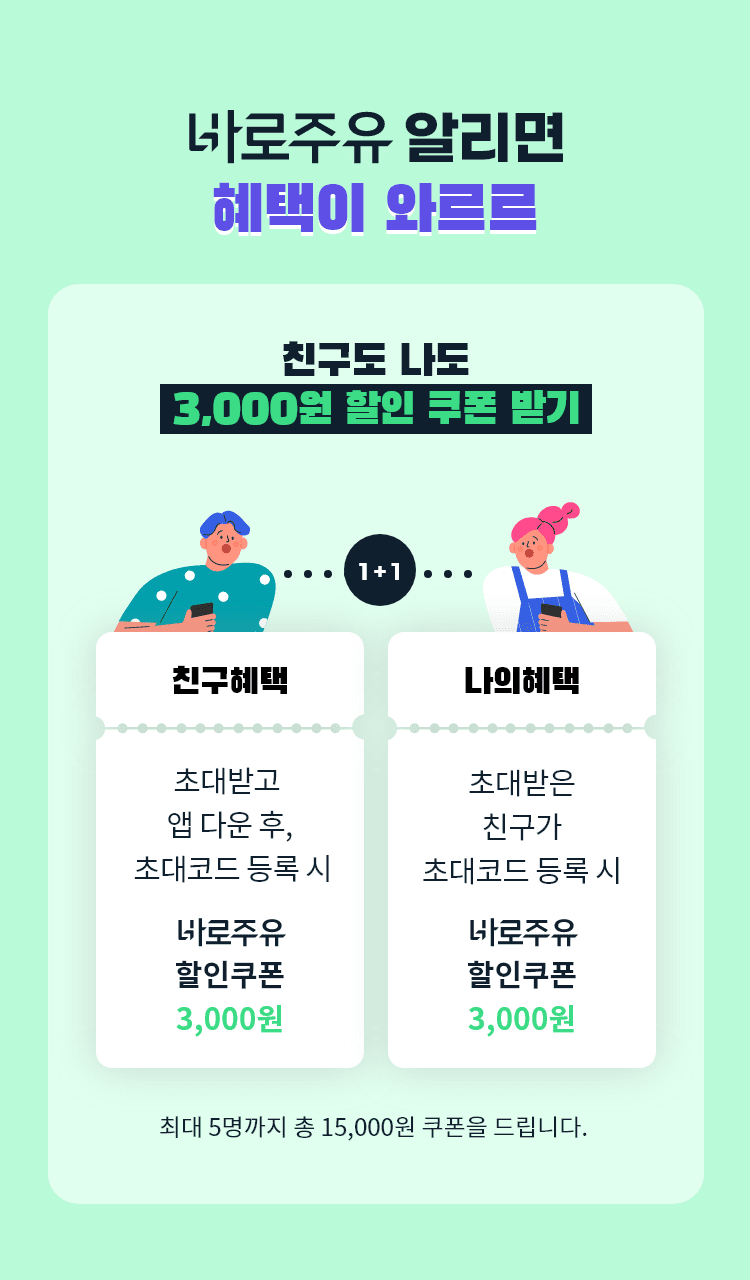 바로주유 알리면
혜택이 와르르
친구도 나도
3,000원 할인 쿠폰 받기
1+1
친구혜택
초대받고
앱 다운 후,
초대코드 등록 시
바로주유
할인쿠폰
3,000원
나의혜택
초대받은
친구가
초대코드 등록 시
바로주유
할인쿠폰
3,000원
최대 5명까지 총 15,000원 쿠폰을 드립니다.